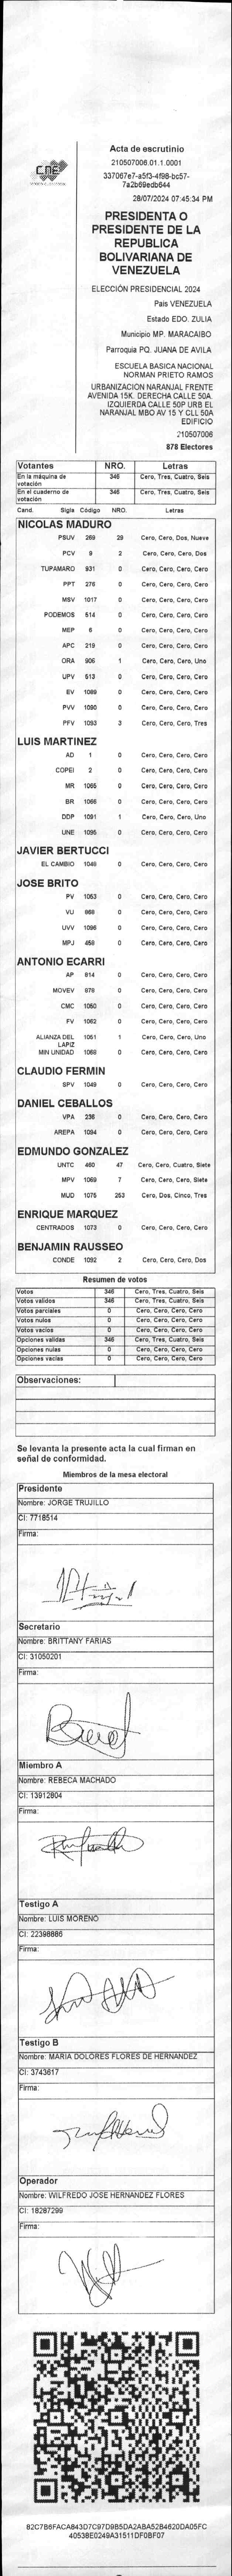 CNE
Acta de escrutinio
210507006.01.1.0001
337067e7-a5f3-4f98-bc57-
7a2b69edb644
28/07/2024 07:45:34 PM
PRESIDENTA O
PRESIDENTE DE LA
REPUBLICA
BOLIVARIANA DE
VENEZUELA
ELECCIÓN PRESIDENCIAL 2024
Pais VENEZUELA
Estado EDO. ZULIA
Municipio MP. MARACAIBO
Parroquia PQ. JUANA DE AVILA
ESCUELA BASICA NACIONAL
NORMAN PRIETO RAMOS
URBANIZACION NARANJAL FRENTE
AVENIDA 15K. DERECHA CALLE 50A.
IZQUIERDA CALLE 50P URB EL
NARANJAL MBO AV 15 Y CLL 50A
EDIFICIO
210507006
878 Electores
Votantes NRO. Letras
En la máquina de votación 346 Cero, Tres, Cuatro, Seis
En el cuaderno de votación 346 Cero, Tres, Cuatro, Seis
Cand. Sigla Código NRO. Letras
NICOLAS MADURO
PSUV 269 29 Cero, Cero, Dos, Nueve
PCV 9 2 Cero, Cero, Cero, Dos
TUPAMARO 931 0 Cero, Cero, Cero, Cero
PPT 276 0 Cero, Cero, Cero, Cero
MSV 1017 0 Cero, Cero, Cero, Cero
PODEMOS 514 0 Cero, Cero, Cero, Cero
MEP 6 0 Cero, Cero, Cero, Cero
APC 219 0 Cero, Cero, Cero, Cero
ORA 906 1 Cero, Cero, Cero, Uno
UPV 513 0 Cero, Cero, Cero, Cero
EV 1089 0 Cero, Cero, Cero, Cero
PVV 1090 0 Cero, Cero, Cero, Cero
PFV 1093 3 Cero, Cero, Cero, Tres
LUIS MARTINEZ
AD 1 0 Cero, Cero, Cero, Cero
COPEI 2 0 Cero, Cero, Cero, Cero
MR 1065 0 Cero, Cero, Cero, Cero
BR 1066 0 Cero, Cero, Cero, Cero
DDP 1091 1 Cero, Cero, Cero, Uno
UNE 1095 0 Cero, Cero, Cero, Cero
JAVIER BERTUCCI
EL CAMBIO 1048 0 Cero, Cero, Cero, Cero
JOSE BRITO
PV 1053 0 Cero, Cero, Cero, Cero
VU 868 0 Cero, Cero, Cero, Cero
UVV 1096 0 Cero, Cero, Cero, Cero
MPJ 458 0 Cero, Cero, Cero, Cero
ANTONIO ECARRI
AP 814 0 Cero, Cero, Cero, Cero
MOVEV 878 0 Cero, Cero, Cero, Cero
CMC 1050 0 Cero, Cero, Cero, Cero
FV 1062 0 Cero, Cero, Cero, Cero
ALIANZA DEL LAPIZ 1051 1 Cero, Cero, Cero, Uno
MIN UNIDAD 1068 0 Cero, Cero, Cero, Cero
CLAUDIO FERMIN
SPV 1049 0 Cero, Cero, Cero, Cero
DANIEL CEBALLOS
VPA 236 0 Cero, Cero, Cero, Cero
AREPA 1094 0 Cero, Cero, Cero, Cero
EDMUNDO GONZALEZ
UNTC 460 47 Cero, Cero, Cuatro, Siete
MPV 1069 7 Cero, Cero, Cero, Siete
MUD 1075 253 Cero, Dos, Cinco, Tres
ENRIQUE MARQUEZ
CENTRADOS 1073 0 Cero, Cero, Cero, Cero
BENJAMIN RAUSSEO
CONDE 1092 2 Cero, Cero, Cero, Dos
Resumen de votos
Votos 346 Cero, Tres, Cuatro, Seis
Votos validos 346 Cero, Tres, Cuatro, Seis
Votos parciales 0 Cero, Cero, Cero, Cero
Votos nulos 0 Cero, Cero, Cero, Cero
Votos vacios 0 Cero, Cero, Cero, Cero
Opciones validas 346 Cero, Tres, Cuatro, Seis
Opciones nulas 0 Cero, Cero, Cero, Cero
Opciones vacias 0 Cero, Cero, Cero, Cero
Observaciones:
Se levanta la presente acta la cual firman en
señal de conformidad.
Miembros de la mesa electoral
Presidente
Nombre: JORGE TRUJILLO
CI: 7718514
Firma:
Secretario
Nombre: BRITTANY FARIAS
CI: 31050201
Firma:
Miembro A
Nombre: REBECA MACHADO
CI: 13912804
Firma:
Testigo A
Nombre: LUIS MORENO
CI: 22398886
Firma:
Testigo B
Nombre: MARIA DOLORES FLORES DE HERNANDEZ
CI: 3743617
Firma:
Operador
Nombre: WILFREDO JOSE HERNANDEZ FLORES
CI: 18287299
Firma:
82C7B6FACA843D7C97D9B5DA2ABA52B4620DA05FC
40538E0249A31511DF0BF07